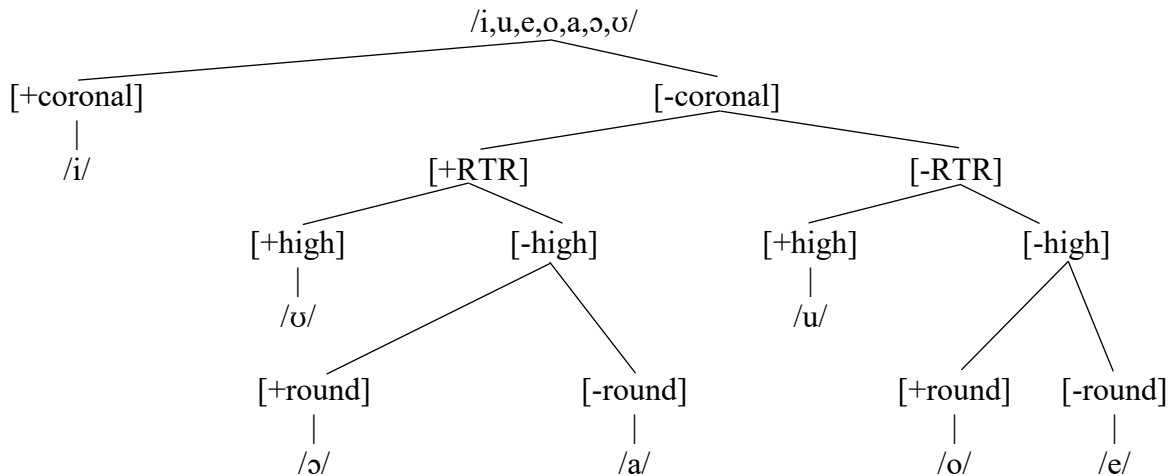 /i,u,e,o,a,ɔ,ʊ/
[+coronal] [-coronal]
/i/ [+RTR] [-RTR]
[+high] [-high] [+high] [-high]
/ʊ/ /u/
[+round] [-round] [+round] [-round]
/ɔ/ /a/ /o/ /e/